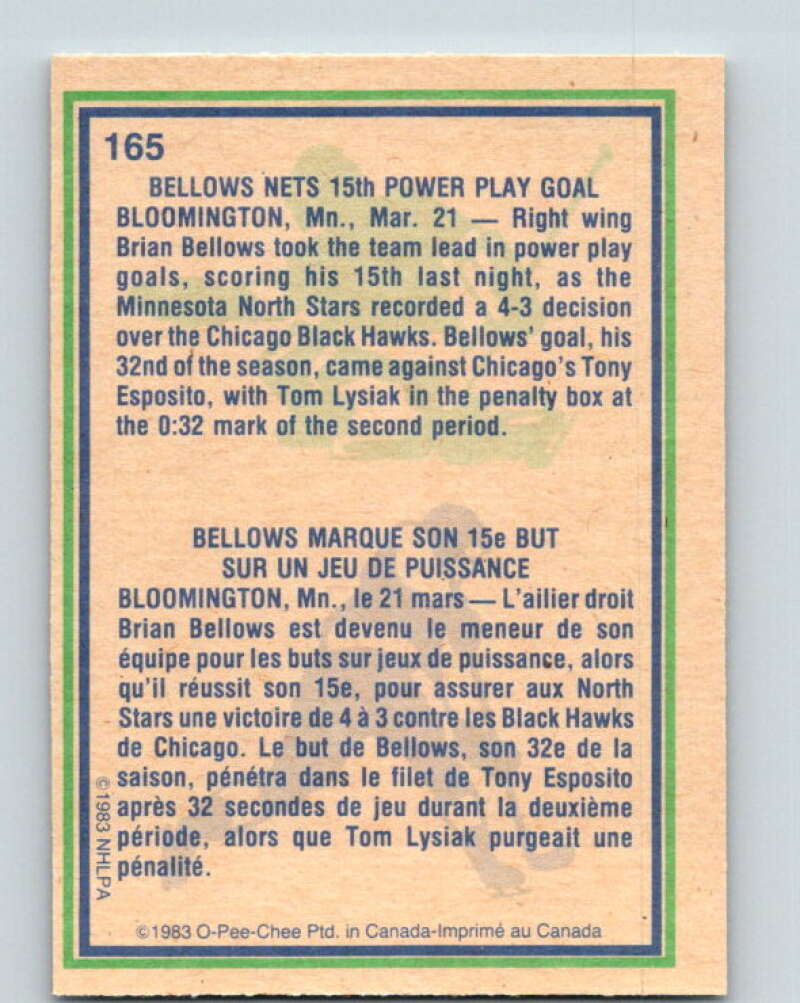 165
BELLOWS NETS 15th POWER PLAY GOAL
BLOOMINGTON, Mn., Mar. 21 — Right wing
Brian Bellows took the team lead in power play
goals, scoring his 15th last night, as the
Minnesota North Stars recorded a 4-3 decision
over the Chicago Black Hawks. Bellows' goal, his
32nd of the season, came against Chicago's Tony
Esposito, with Tom Lysiak in the penalty box at
the 0:32 mark of the second period.
BELLOWS MARQUE SON 15e BUT
SUR UN JEU DE PUISSANCE
BLOOMINGTON, Mn., le 21 mars — L'ailier droit
Brian Bellows est devenu le meneur de son
équipe pour les buts sur jeux de puissance, alors
qu'il réussit son 15e, pour assurer aux North
Stars une victoire de 4 à 3 contre les Black Hawks
de Chicago. Le but de Bellows, son 32e de la
saison, pénétra dans le filet de Tony Esposito
après 32 secondes de jeu durant la deuxième
période, alors que Tom Lysiak purgeait une
pénalité.
©1983 NHLPA
©1983 O-Pee-Chee Ptd. in Canada-Imprimé au Canada